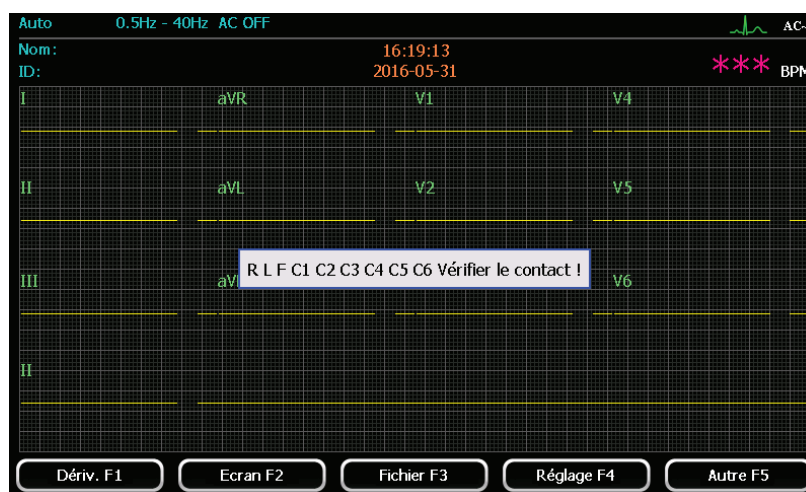 Auto 0.5Hz - 40Hz AC OFF AC~
Nom: 16:19:13
ID: 2016-05-31 *** BPM
I aVR V1 V4
II aVL V2 V5
R L F C1 C2 C3 C4 C5 C6 Vérifier le contact !
III aV V6
II
Dériv. F1 Ecran F2 Fichier F3 Réglage F4 Autre F5